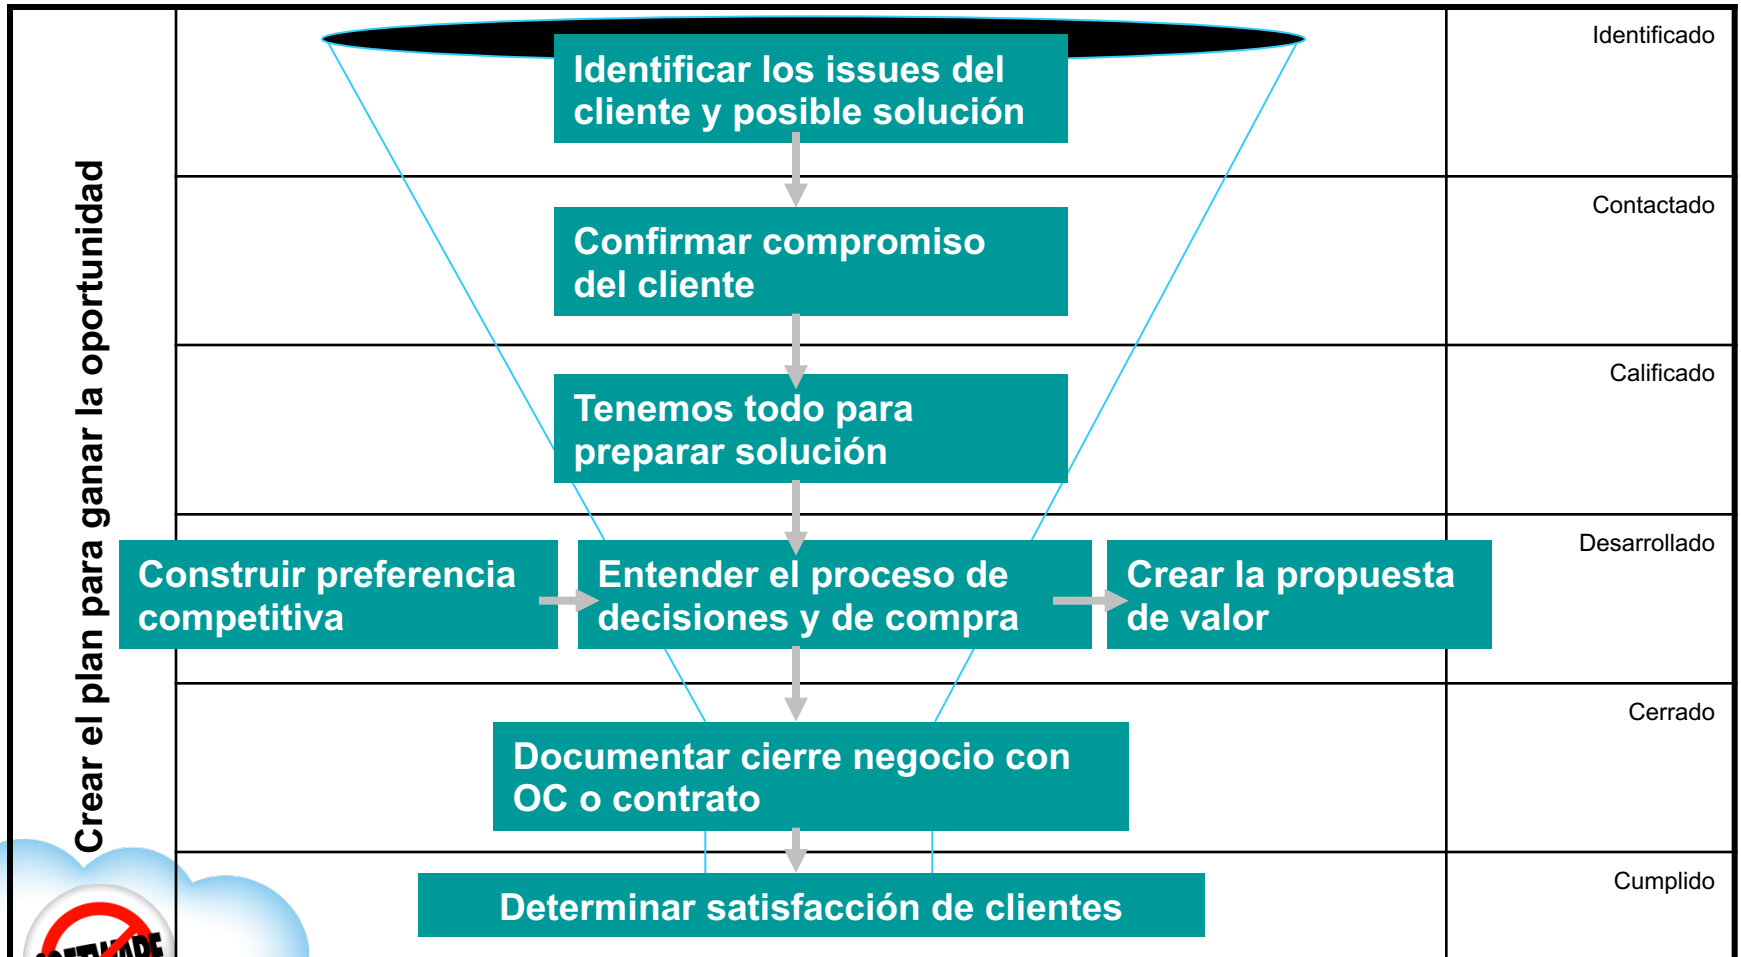 Crear el plan para ganar la oportunidad
Identificar los issues del
cliente y posible solución
Identificado
Confirmar compromiso
del cliente
Contactado
Tenemos todo para
preparar solución
Calificado
Construir preferencia
competitiva
Entender el proceso de
decisiones y de compra
Crear la propuesta
de valor
Desarrollado
Documentar cierre negocio con
OC o contrato
Cerrado
Determinar satisfacción de clientes
Cumplido
SOFTWARE